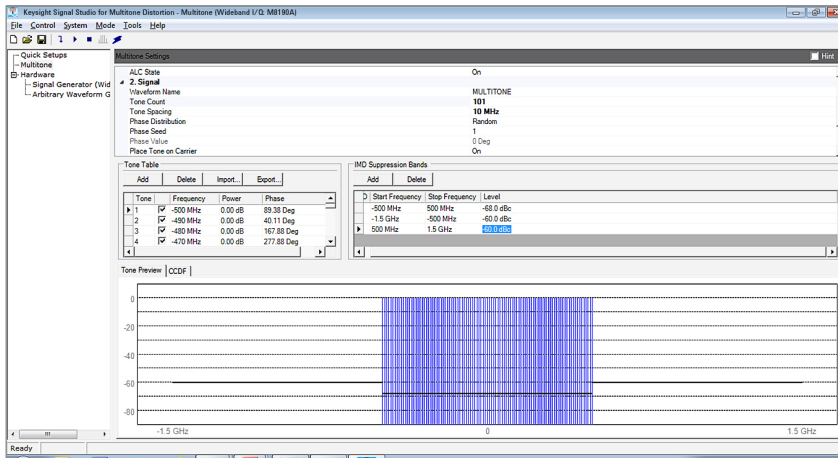 Keysight Signal Studio for Multitone Distortion - Multitone (Wideband I/Q: M8190A)
File Control System Mode Tools Help
Quick Setups
Multitone
Hardware
Signal Generator (Wid
Arbitrary Waveform G
Multitone Settings
Hint
ALC State On
2. Signal
Waveform Name MULTITONE
Tone Count 101
Tone Spacing 10 MHz
Phase Distribution Random
Phase Seed 1
Phase Value 0 Deg
Place Tone on Carrier On
Tone Table
Add Delete Import... Export...
Tone Frequency Power Phase
1 -500 MHz 0.00 dB 89.38 Deg
2 -490 MHz 0.00 dB 40.11 Deg
3 -480 MHz 0.00 dB 167.88 Deg
4 -470 MHz 0.00 dB 277.88 Deg
IMD Suppression Bands
Add Delete
Start Frequency Stop Frequency Level
-500 MHz 500 MHz -68.0 dBc
-1.5 GHz -500 MHz -60.0 dBc
500 MHz 1.5 GHz -60.0 dBc
Tone Preview CCDF
0
-20
-40
-60
-80
-1.5 GHz 0 1.5 GHz
Ready